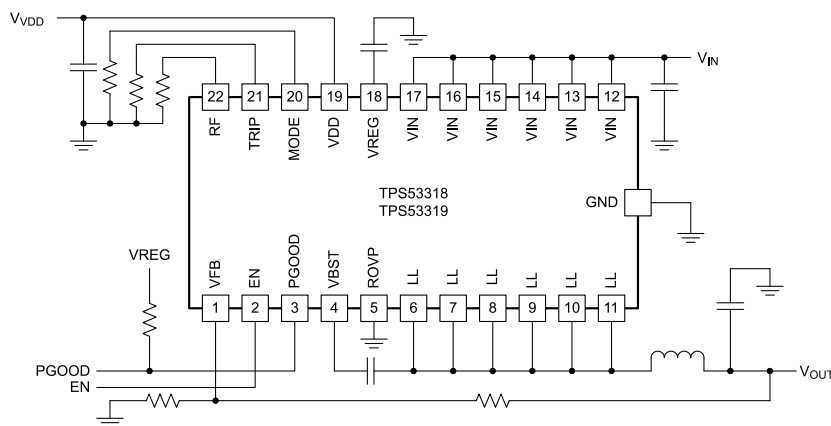 V_VDD
V_IN
22 21 20 19 18 17 16 15 14 13 12
RF TRIP MODE VDD VREG VIN VIN VIN VIN VIN VIN
TPS53318
TPS53319
GND
VREG
VFB EN PGOOD VBST ROVP LL LL LL LL LL LL
1 2 3 4 5 6 7 8 9 10 11
PGOOD
V_OUT
EN